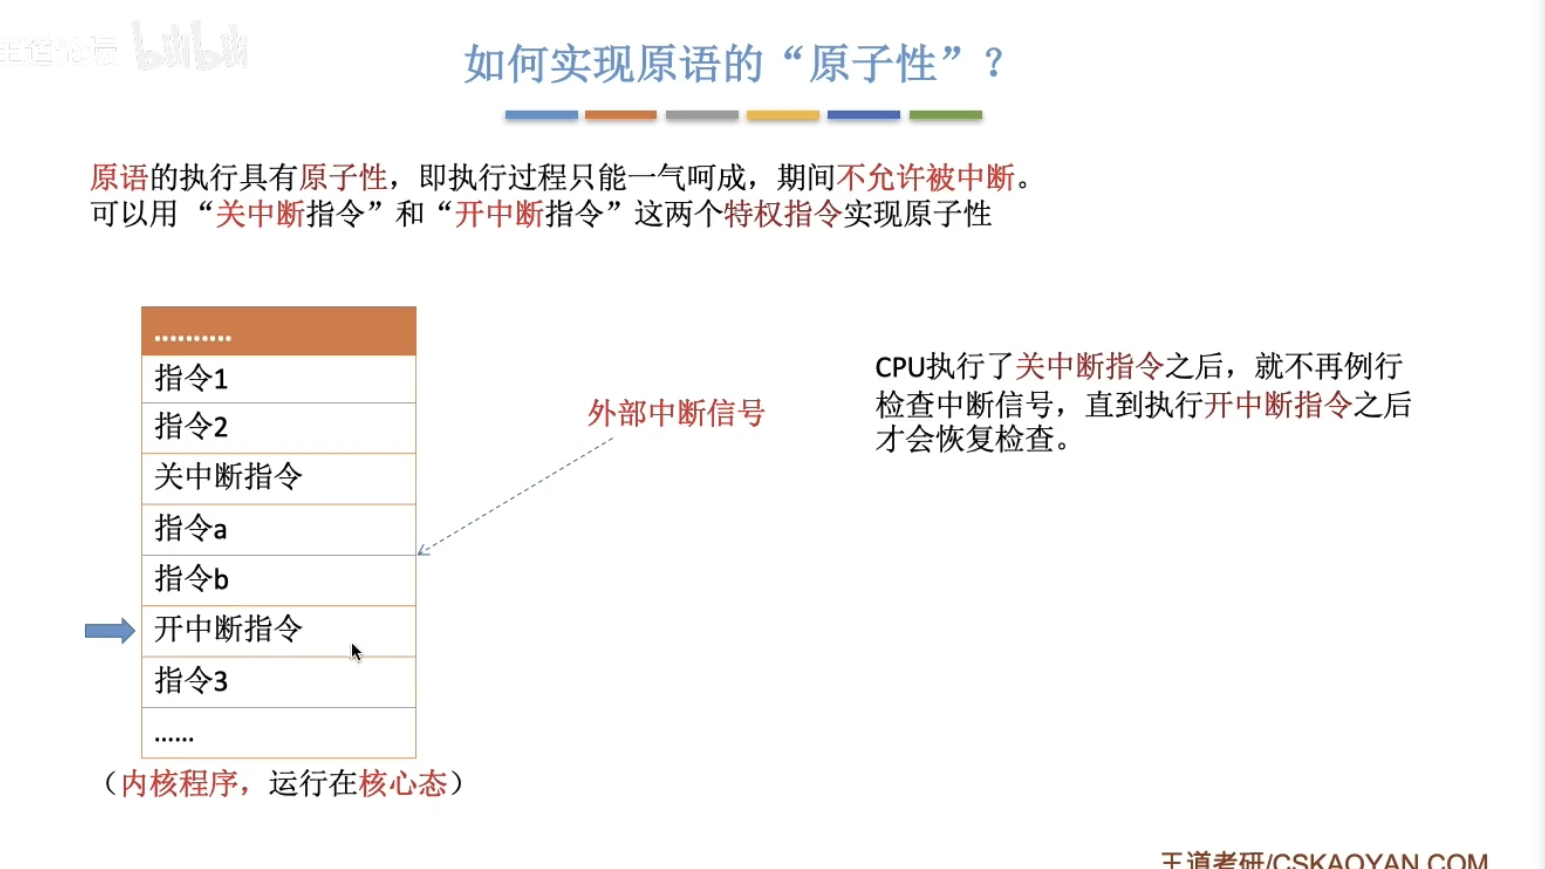 王道论坛 bilibili
如何实现原语的“原子性”？
原语的执行具有原子性，即执行过程只能一气呵成，期间不允许被中断。
可以用 “关中断指令”和“开中断指令”这两个特权指令实现原子性
..........
指令1
指令2
关中断指令
指令a
指令b
开中断指令
指令3
......
（内核程序，运行在核心态）
外部中断信号
CPU执行了关中断指令之后，就不再例行
检查中断信号，直到执行开中断指令之后
才会恢复检查。
王道考研/CSKAOYAN.COM